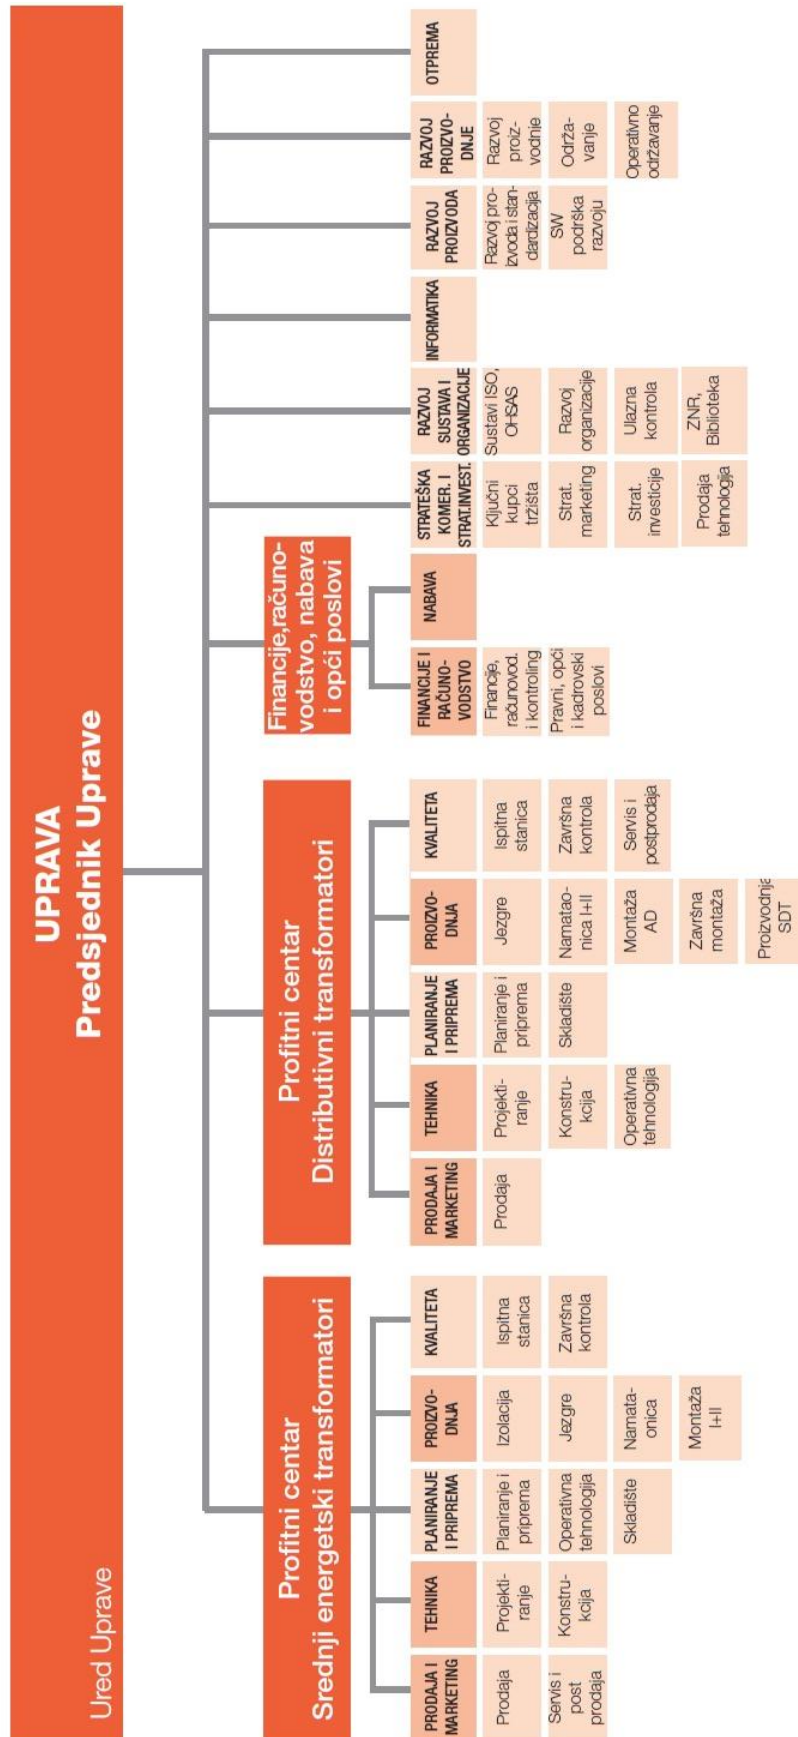 UPRAVA
Predsjednik Uprave
Ured Uprave
Profitni centar
Srednji energetski transformatori
PRODAJA I
MARKETING
Prodaja
Servis i
post
prodaja
TEHNIKA
Projekti-
ranje
Konstru-
kcija
PLANIRANJE
I PRIPREMA
Planiranje i
priprema
Operativna
tehnologija
Skladište
PROIZVO-
DNJA
Izolacija
Jezgre
Namata-
onica
Montaža
I+II
KVALITETA
Ispitna
stanica
Završna
kontrola
Profitni centar
Distributivni transformatori
PRODAJA I
MARKETING
Prodaja
TEHNIKA
Projekti-
ranje
Konstru-
kcija
Operativna
tehnologija
PLANIRANJE
I PRIPREMA
Planiranje i
priprema
Skladište
PROIZVO-
DNJA
Jezgre
Namatao-
nica I+II
Montaža
AD
Završna
montaža
Proizvodnja
SDT
KVALITETA
Ispitna
stanica
Završna
kontrola
Servis i
postprodaja
Financije,računo-
vodstvo, nabava
i opći poslovi
FINANCIJE I
RAČUNO-
VODSTVO
Financije,
računovod.
i kontroling
Pravni, opći
i kadrovski
poslovi
NABAVA
STRATEŠKA
KOMER. I
STRAT.INVEST.
Ključni
kupci
tržišta
Strat.
marketing
Strat.
investicije
Prodaja
tehnologija
RAZVOJ
SUSTAVA I
ORGANIZACIJE
Sustavi ISO,
OHSAS
Razvoj
organizacije
Ulazna
kontrola
ZNR,
Biblioteka
INFORMATIKA
RAZVOJ
PROIZVODA
Razvoj pro-
izvoda i stan-
dardizacija
SW
podrška
razvoju
RAZVOJ
PROIZVO-
DNJE
Razvoj
proiz-
vodnje
Održa-
vanje
Operativno
održavanje
OTPREMA